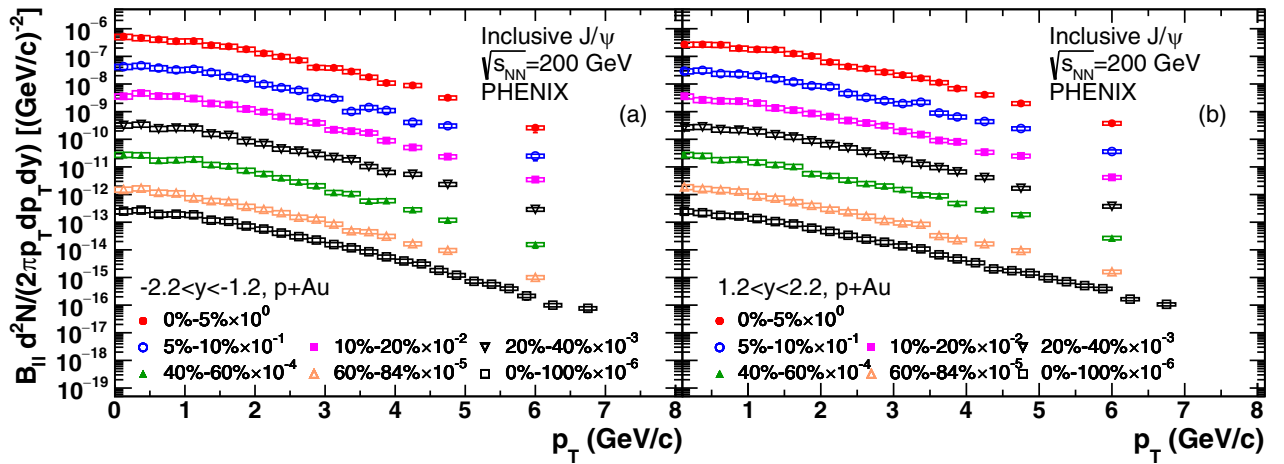 B_ll d²N/(2πp_T dp_T dy) [(GeV/c)⁻²]
10⁻⁶
10⁻⁷
10⁻⁸
10⁻⁹
10⁻¹⁰
10⁻¹¹
10⁻¹²
10⁻¹³
10⁻¹⁴
10⁻¹⁵
10⁻¹⁶
10⁻¹⁷
10⁻¹⁸
10⁻¹⁹
Inclusive J/ψ
√s_NN=200 GeV
PHENIX
(a)
-2.2<y<-1.2, p+Au
0%-5%×10⁰
5%-10%×10⁻¹ 10%-20%×10⁻² 20%-40%×10⁻³
40%-60%×10⁻⁴ 60%-84%×10⁻⁵ 0%-100%×10⁻⁶
0 1 2 3 4 5 6 7 8
p_T (GeV/c)
Inclusive J/ψ
√s_NN=200 GeV
PHENIX
(b)
1.2<y<2.2, p+Au
0%-5%×10⁰
5%-10%×10⁻¹ 10%-20%×10⁻² 20%-40%×10⁻³
40%-60%×10⁻⁴ 60%-84%×10⁻⁵ 0%-100%×10⁻⁶
1 2 3 4 5 6 7 8
p_T (GeV/c)